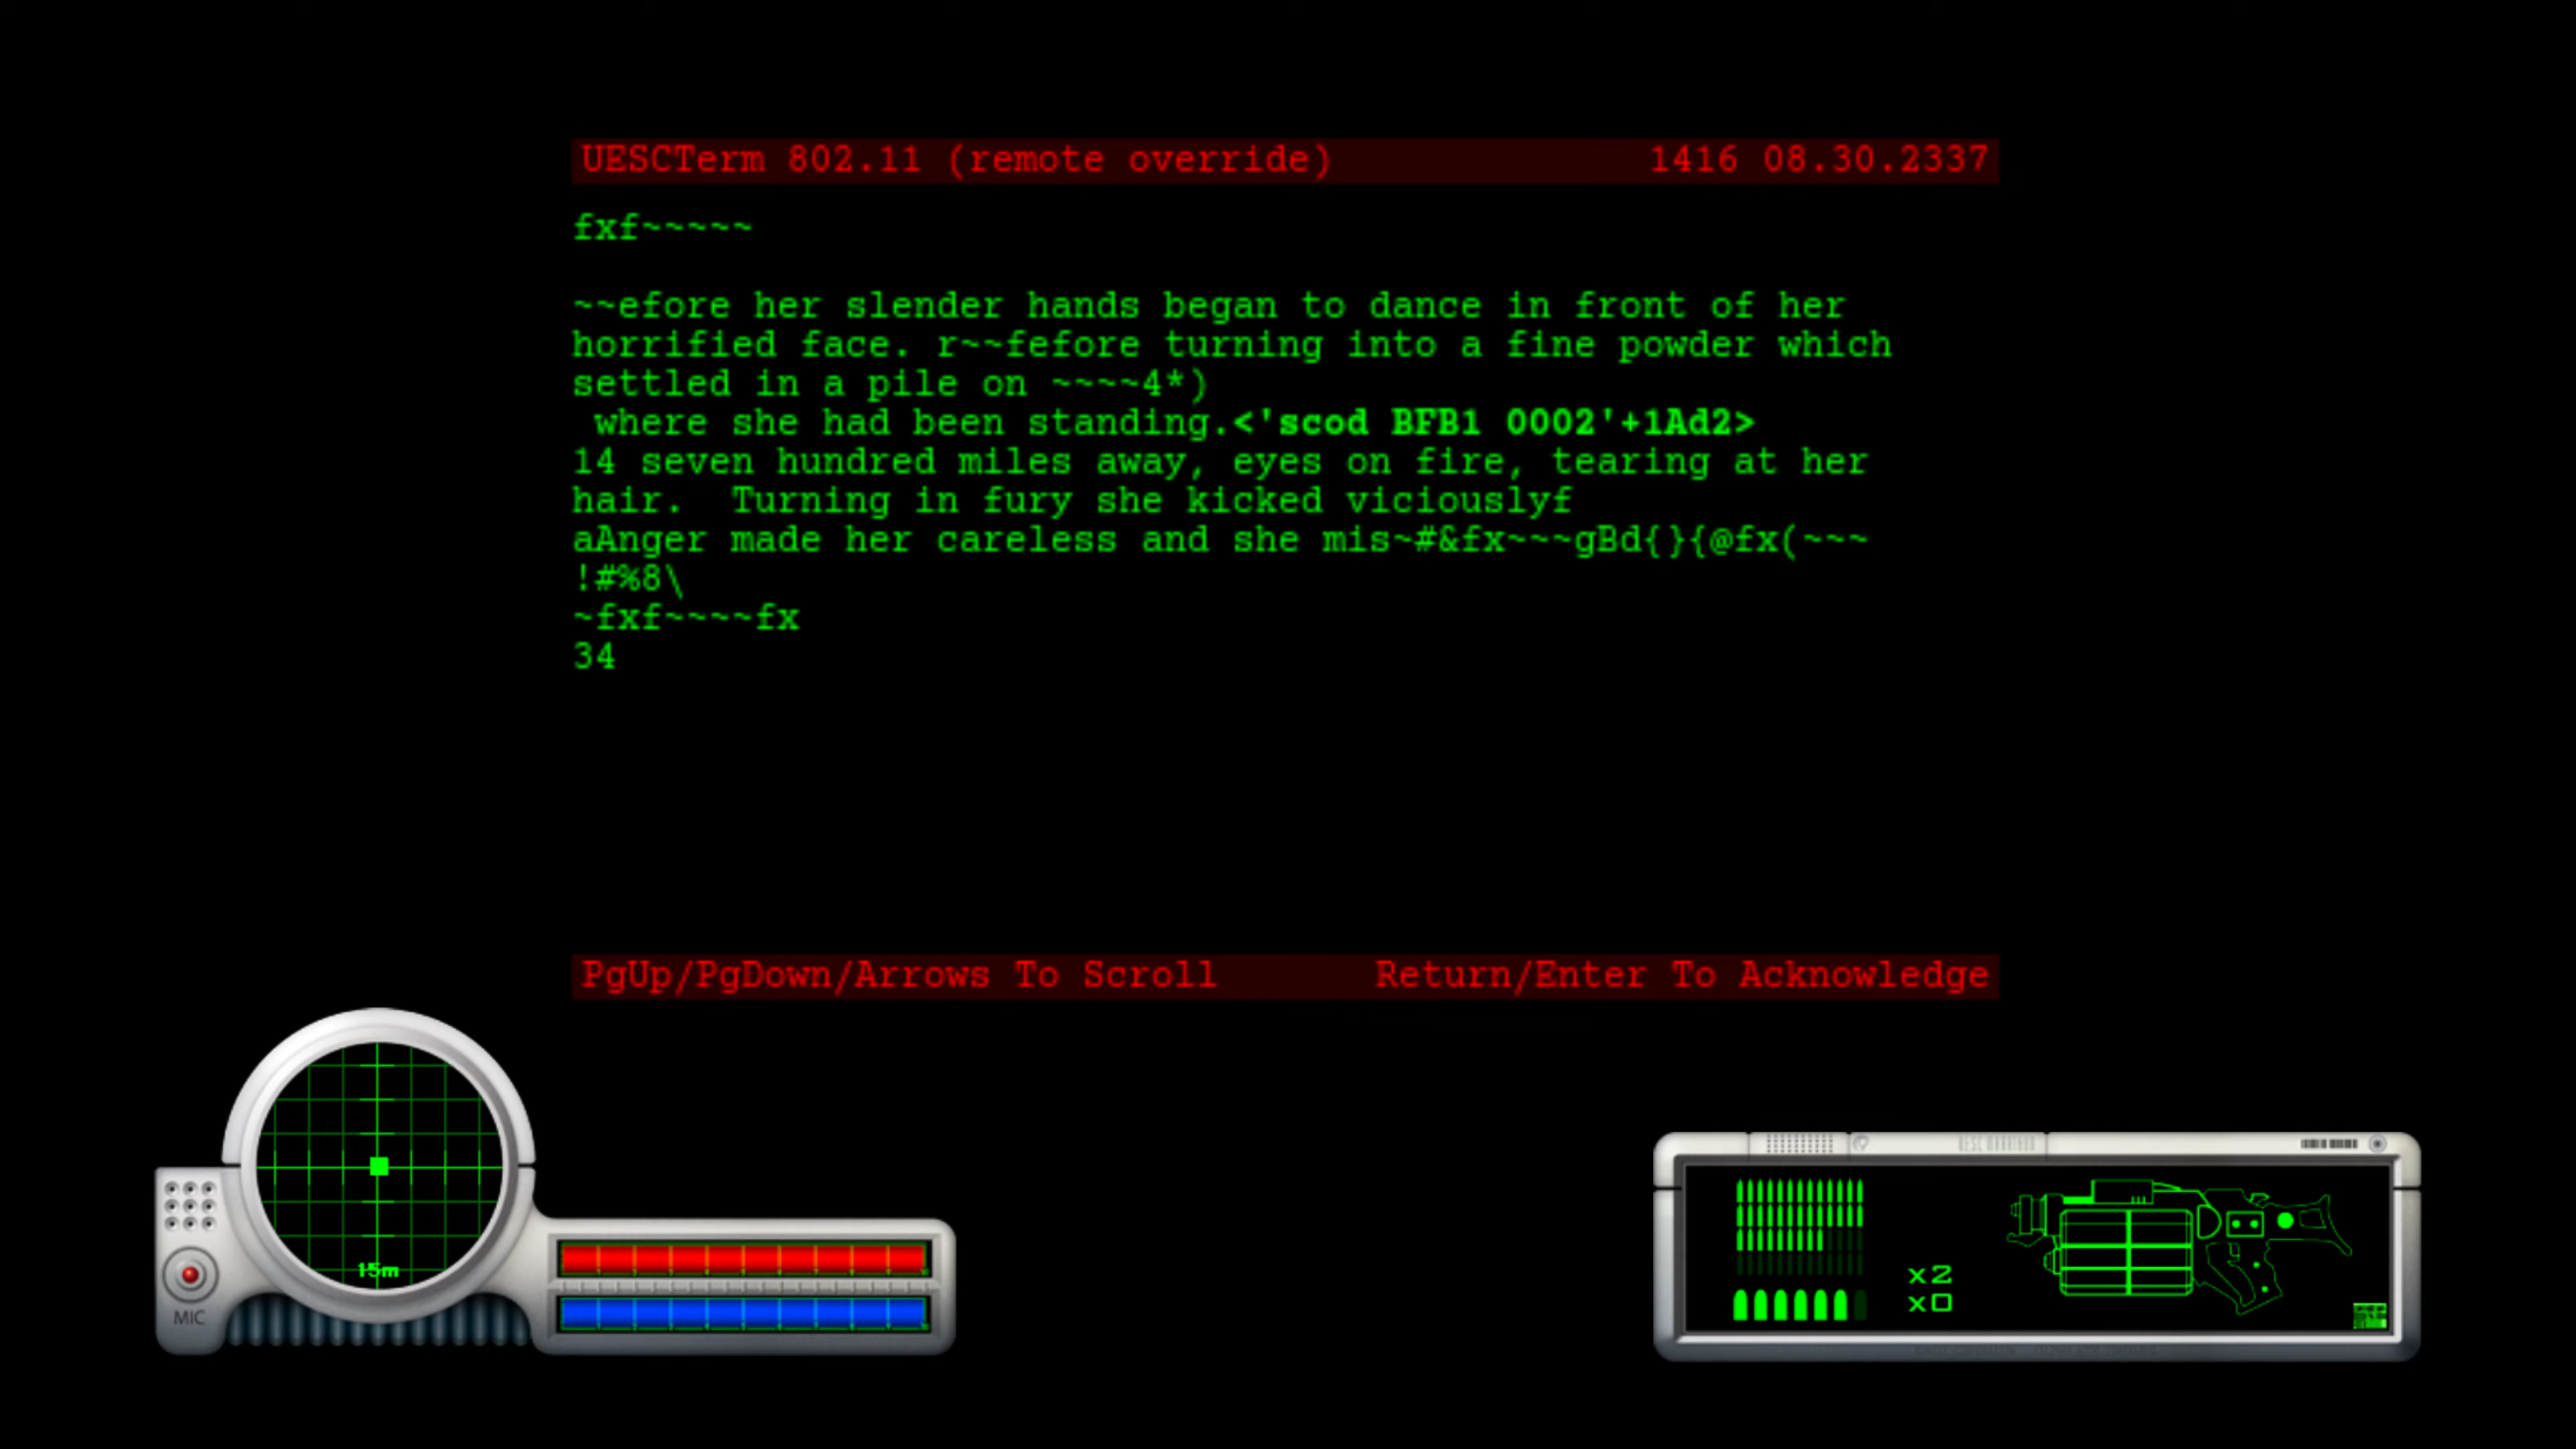 UESCTerm 802.11 (remote override) 1416 08.30.2337
fxf~~~~~
~~efore her slender hands began to dance in front of her
horrified face. r~~fefore turning into a fine powder which
settled in a pile on ~~~~4*)
where she had been standing.<'scod BFB1 0002'+1Ad2>
14 seven hundred miles away, eyes on fire, tearing at her
hair.  Turning in fury she kicked viciouslyf
aAnger made her careless and she mis~#&fx~~~gBd{}{@fx(~~~
!#%8\
~fxf~~~~fx
34
PgUp/PgDown/Arrows To Scroll Return/Enter To Acknowledge
15m
MIC
x2
x0